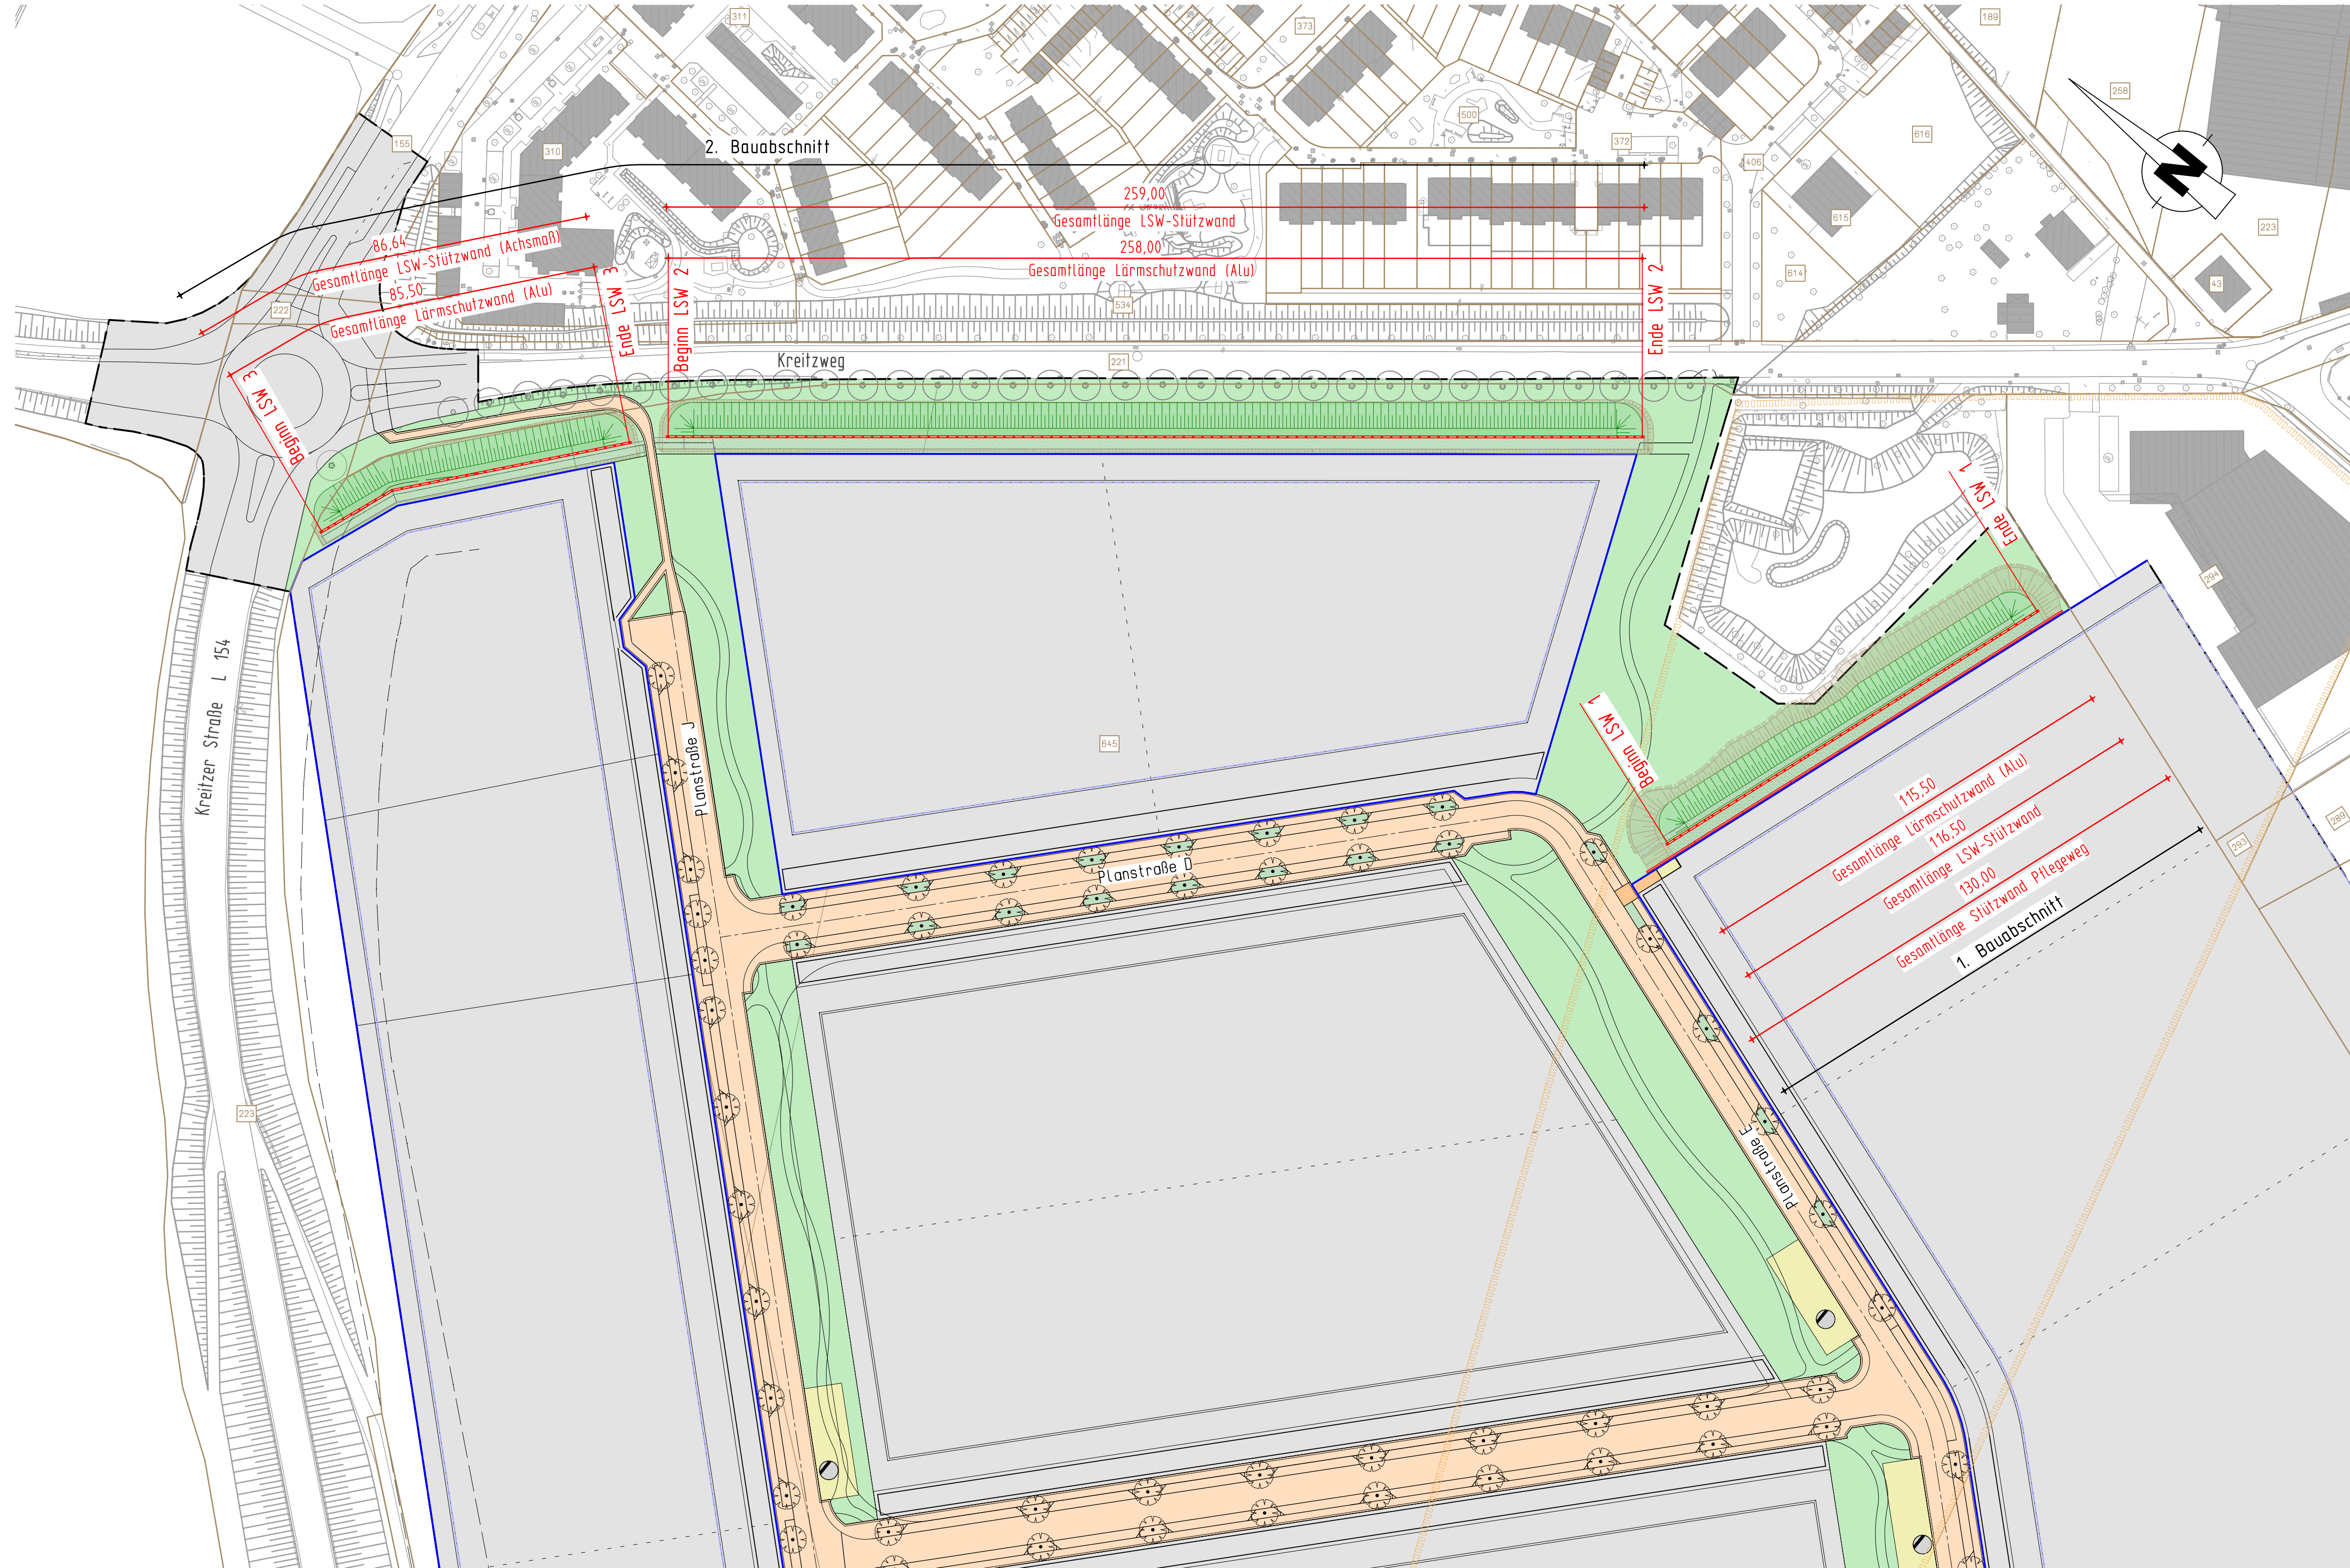 311
373
189
258
155
310
500
372
616
406
2. Bauabschnitt
N
259,00
Gesamtlänge LSW-Stützwand
258,00
Gesamtlänge Lärmschutzwand (Alu)
86,64
Gesamtlänge LSW-Stützwand (Achsmaß)
85,50
Gesamtlänge Lärmschutzwand (Alu)
615
223
614
43
222
534
Ende LSW 3
Beginn LSW 2
Ende LSW 2
Kreitzweg
221
Beginn LSW 3
Ende LSW 1
294
Kreitzer Straße L 154
Planstraße J
645
Beginn LSW 1
115,50
Gesamtlänge Lärmschutzwand (Alu)
116,50
Gesamtlänge LSW-Stützwand
130,00
Gesamtlänge Stützwand Pflegeweg
1. Bauabschnitt
289
293
Planstraße D
223
Planstraße E